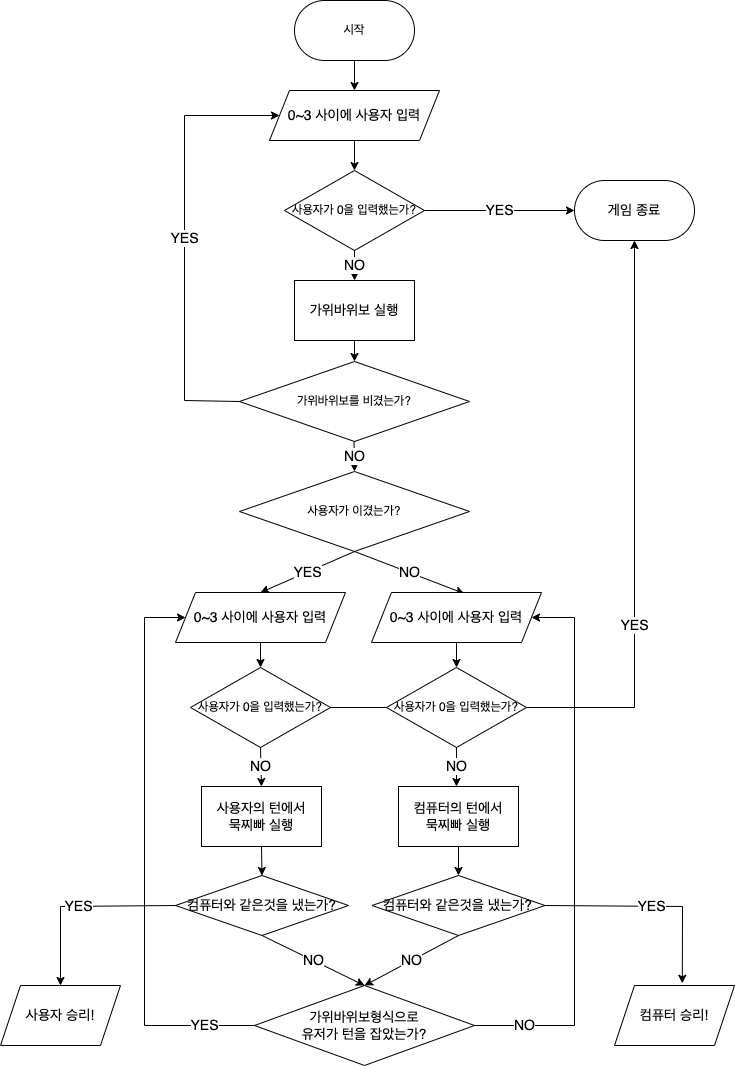 시작
0~3 사이에 사용자 입력
사용자가 0을 입력했는가?
YES
게임 종료
YES
NO
가위바위보 실행
가위바위보를 비겼는가?
NO
사용자가 이겼는가?
YES
NO
0~3 사이에 사용자 입력
0~3 사이에 사용자 입력
YES
사용자가 0을 입력했는가?
사용자가 0을 입력했는가?
NO
NO
사용자의 턴에서
묵찌빠 실행
컴퓨터의 턴에서
묵찌빠 실행
YES
컴퓨터와 같은것을 냈는가?
컴퓨터와 같은것을 냈는가?
YES
NO
NO
사용자 승리!
YES
가위바위보형식으로
유저가 턴을 잡았는가?
NO
컴퓨터 승리!